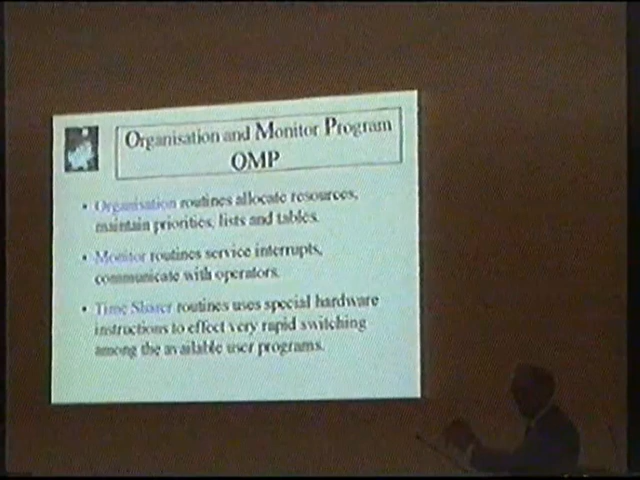 Organisation and Monitor Program
OMP
• Organisation routines allocate resources,
maintain priorities, lists and tables.
• Monitor routines service interrupts,
communicate with operators.
• Time Sharer routines uses special hardware
instructions to effect very rapid switching
among the available user programs.